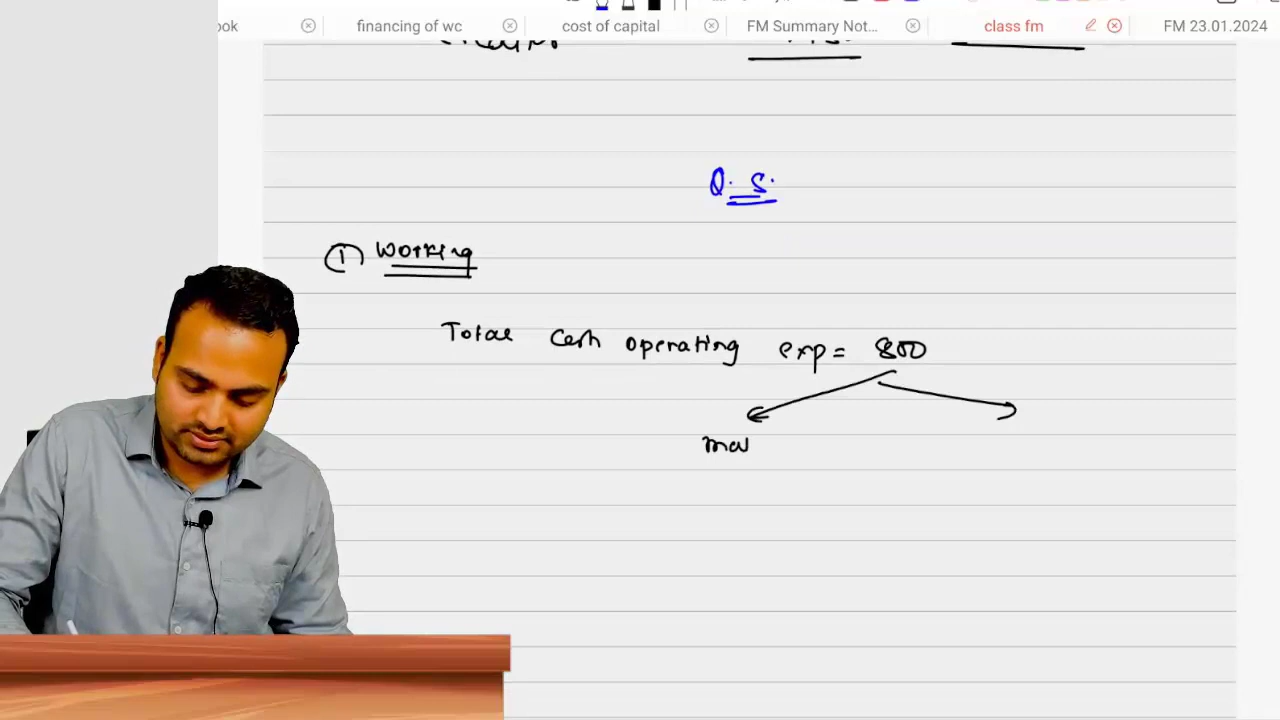 ook financing of wc cost of capital FM Summary Not... class fm FM 23.01.2024
Q. 5.
① Working
Total Cash operating exp = 800